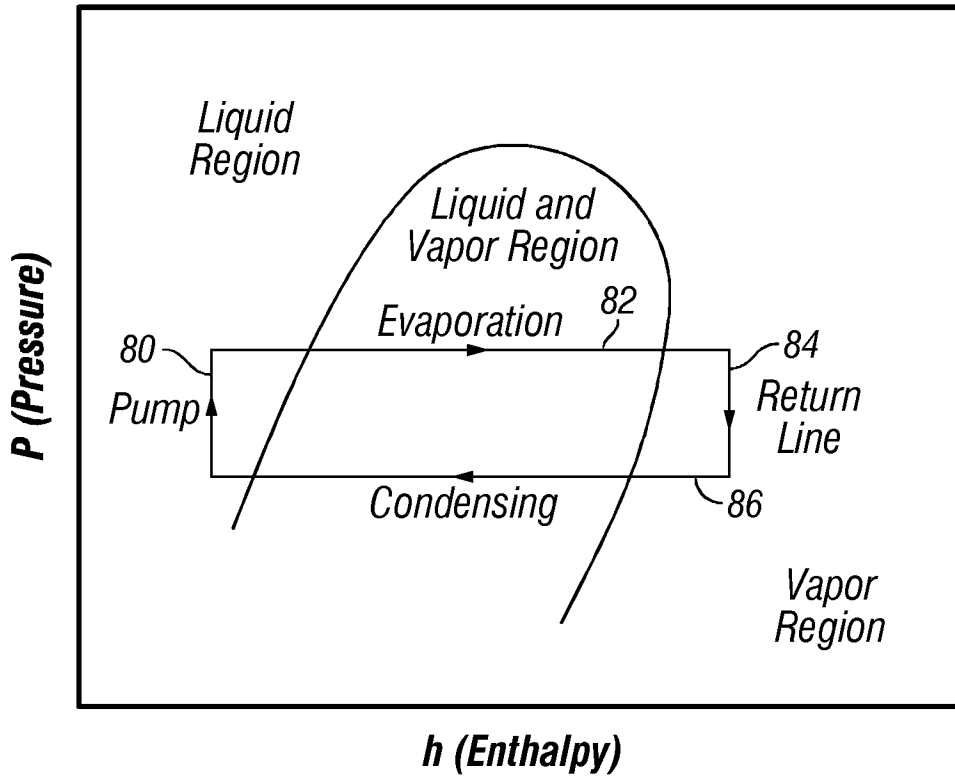 Liquid
Region
Liquid and
Vapor Region
82
Evaporation
80
84
Pump
Return
Line
Condensing
86
Vapor
Region
P (Pressure)
h (Enthalpy)